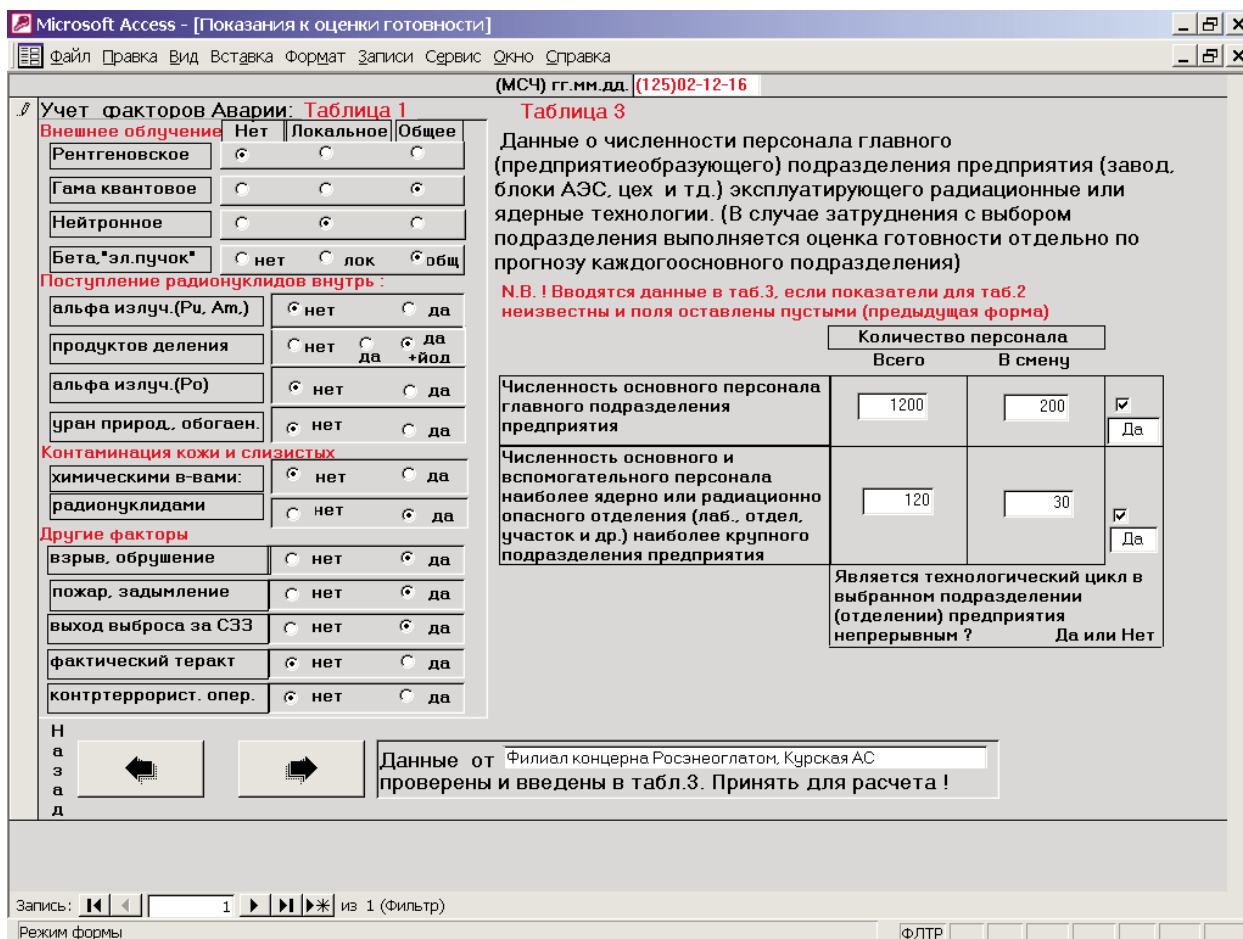 Microsoft Access - [Показания к оценки готовности]
Файл Правка Вид Вставка Формат Записи Сервис Окно Справка
(МСЧ) гг.мм.дд. (125)02-12-16
Учет факторов Аварии: Таблица 1
Внешнее облучение Нет Локальное Общее
Рентгеновское
Гама квантовое
Нейтронное
Бета,"эл.пучок" нет лок общ
Поступление радионуклидов внутрь :
альфа излуч.(Pu, Am,) нет да
продуктов деления нет да да +йод
альфа излуч.(Po) нет да
уран природ., обогаен. нет да
Контаминация кожи и слизистых
химическими в-вами: нет да
радионуклидами нет да
Другие факторы
взрыв, обрушение нет да
пожар, задымление нет да
выход выброса за СЗЗ нет да
фактический теракт нет да
контртеррорист. опер. нет да
Таблица 3
Данные о численности персонала главного
(предприятиеобразующего) подразделения предприятия (завод,
блоки АЭС, цех и тд.) эксплуатирующего радиационные или
ядерные технологии. (В случае затруднения с выбором
подразделения выполняется оценка готовности отдельно по
прогнозу каждогоосновного подразделения)
N.B. ! Вводятся данные в таб.3, если показатели для таб.2
неизвестны и поля оставлены пустыми (предыдущая форма)
Количество персонала
Всего В смену
Численность основного персонала
главного подразделения
предприятия
1200 200 Да
Численность основного и
вспомогательного персонала
наиболее ядерно или радиационно
опасного отделения (лаб., отдел,
участок и др.) наиболее крупного
подразделения предприятия
120 30 Да
Является технологический цикл в
выбранном подразделении
(отделении) предприятия
непрерывным ? Да или Нет
Назад
Данные от Филиал концерна Росэнеоглатом, Курская АС
проверены и введены в табл.3. Принять для расчета !
Запись: 1 из 1 (Фильтр)
Режим формы ФЛТР